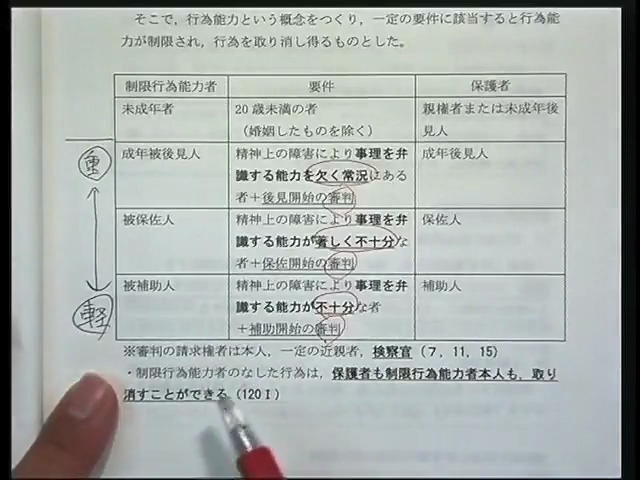 そこで，行為能力という概念をつくり，一定の要件に該当すると行為能
力が制限され，行為を取り消し得るものとした。
制限行為能力者 要件 保護者
未成年者 20歳未満の者 親権者または未成年後
（婚姻したものを除く） 見人
成年被後見人 精神上の障害により事理を弁 成年後見人
識する能力を欠く常況にある
者＋後見開始の審判
被保佐人 精神上の障害により事理を弁 保佐人
識する能力が著しく不十分な
者＋保佐開始の審判
被補助人 精神上の障害により事理を弁 補助人
識する能力が不十分な者
＋補助開始の審判
重
軽
※審判の請求権者は本人，一定の近親者，検察官（7，11，15）
・制限行為能力者のなした行為は，保護者も制限行為能力者本人も，取り
消すことができる（120Ⅰ）